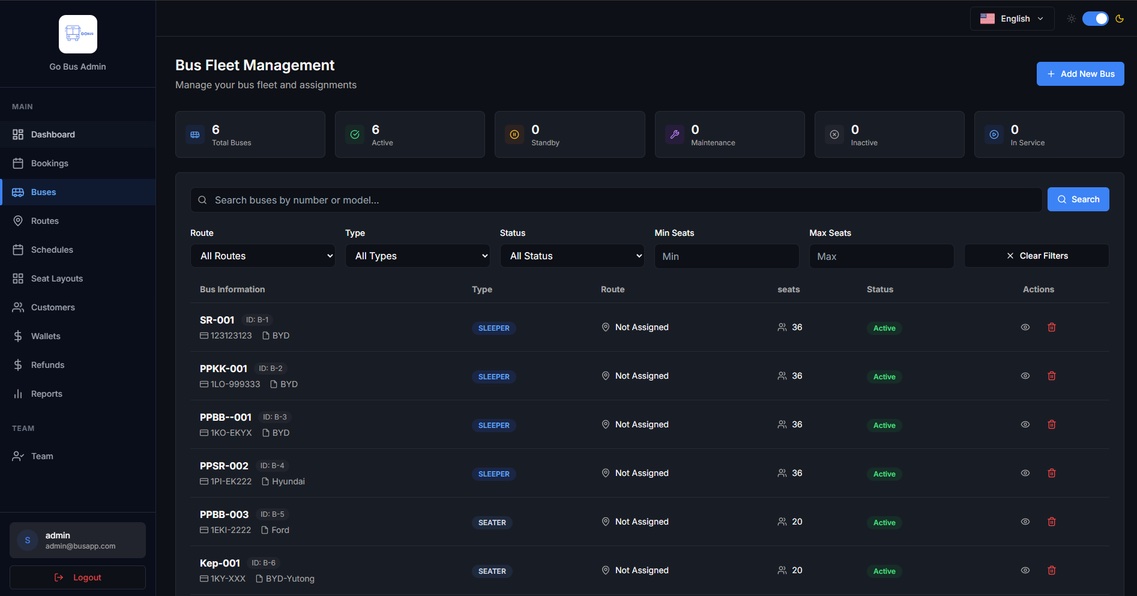 GOBUS
Go Bus Admin
MAIN
Dashboard
Bookings
Buses
Routes
Schedules
Seat Layouts
Customers
Wallets
Refunds
Reports
TEAM
Team
S
admin
admin@busapp.com
Logout
English
Bus Fleet Management
Manage your bus fleet and assignments
Add New Bus
6
Total Buses
6
Active
0
Standby
0
Maintenance
0
Inactive
0
In Service
Search buses by number or model...
Search
Route Type Status Min Seats Max Seats
All Routes All Types All Status Min Max Clear Filters
Bus Information Type Route seats Status Actions
SR-001 ID: B-1 SLEEPER Not Assigned 36 Active
123123123 BYD
PPKK-001 ID: B-2 SLEEPER Not Assigned 36 Active
1LO-999333 BYD
PPBB--001 ID: B-3 SLEEPER Not Assigned 36 Active
1KO-EKYX BYD
PPSR-002 ID: B-4 SLEEPER Not Assigned 36 Active
1PI-EK222 Hyundai
PPBB-003 ID: B-5 SEATER Not Assigned 20 Active
1EKI-2222 Ford
Kep-001 ID: B-6 SEATER Not Assigned 20 Active
1KY-XXX BYD-Yutong